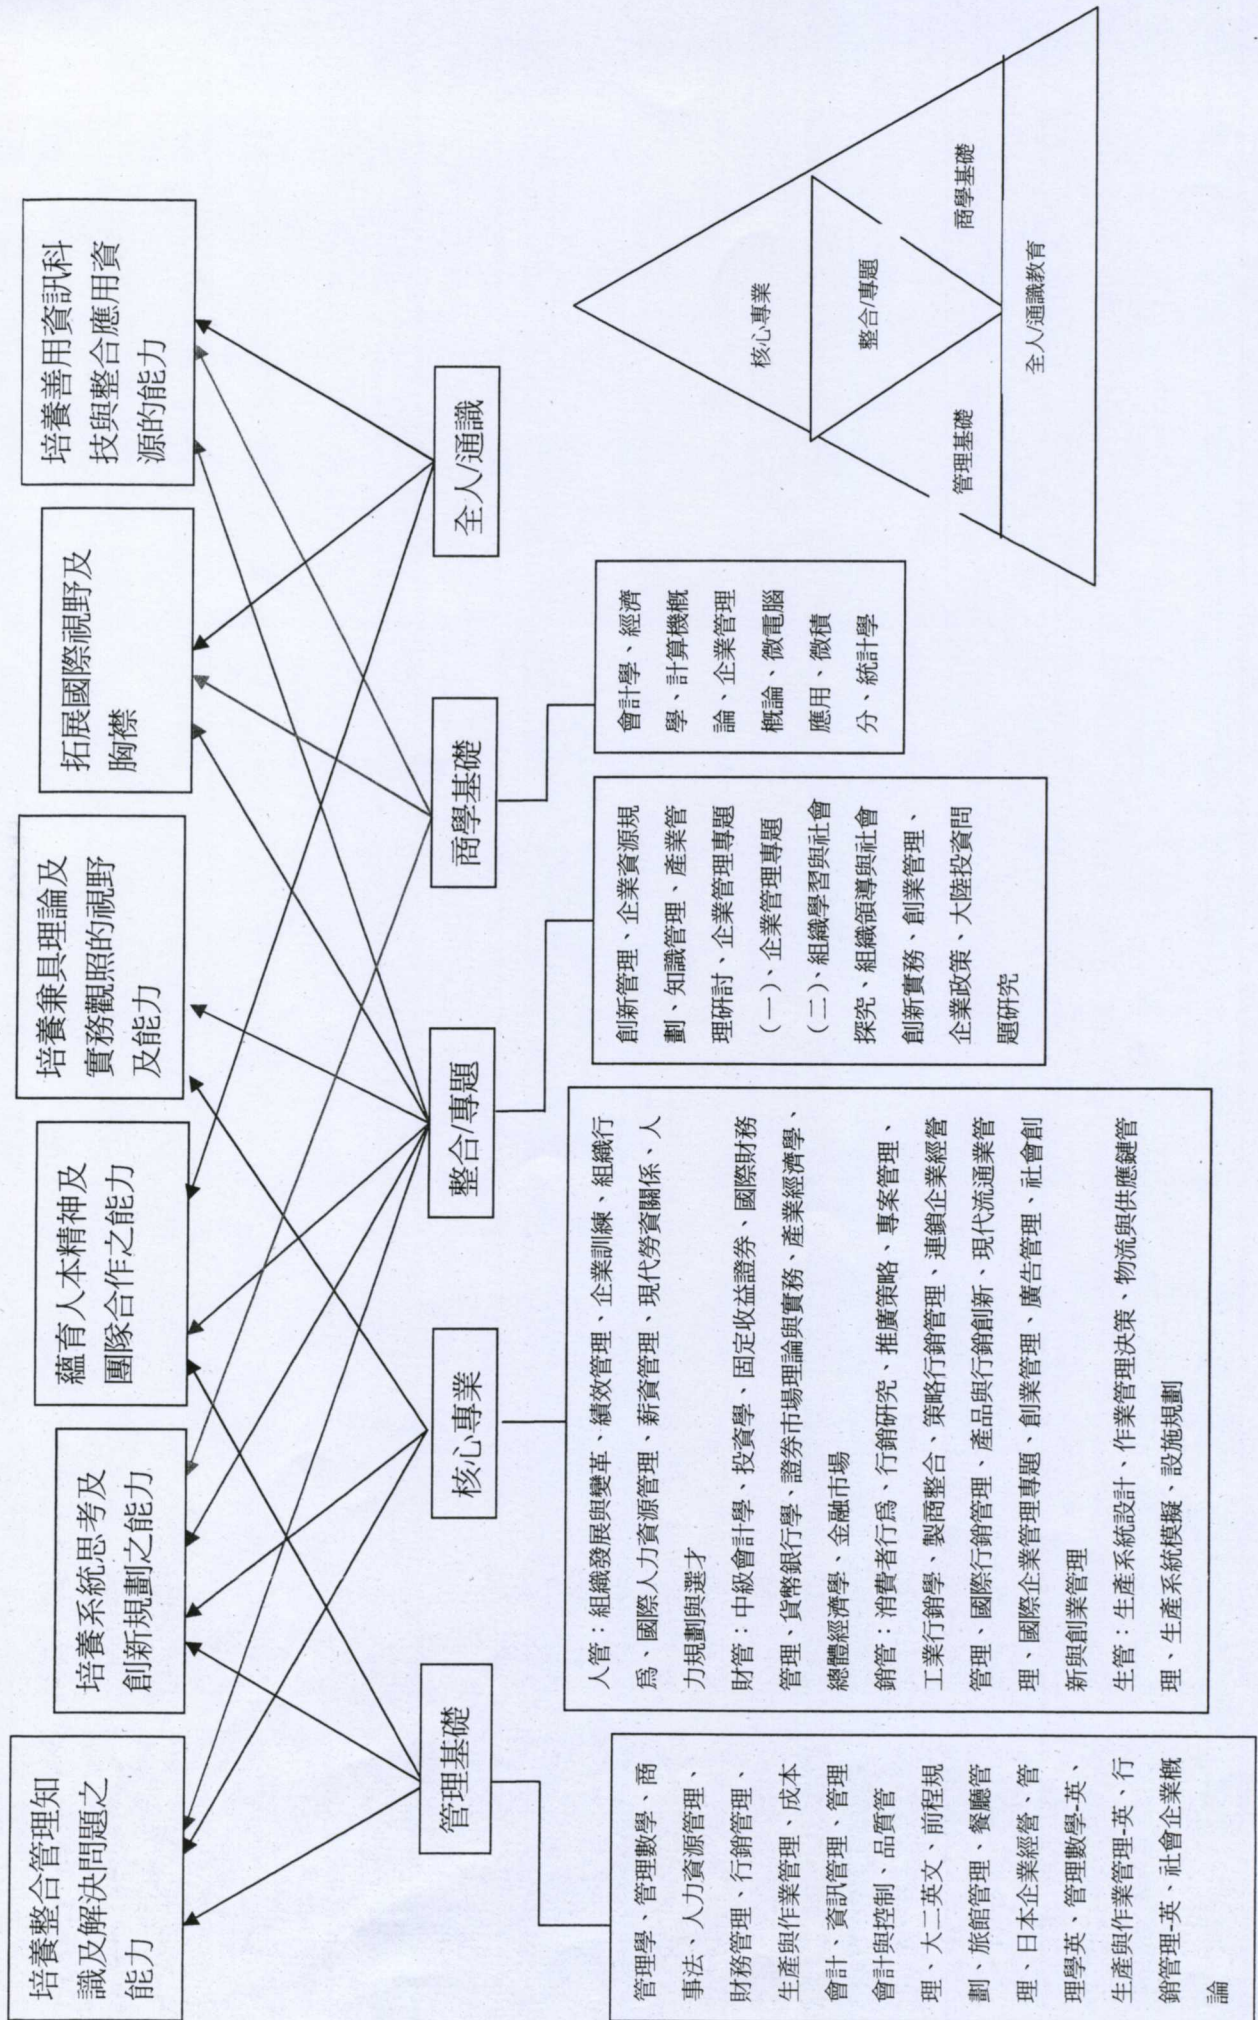 培養整合管理知
識及解決問題之
能力
培養系統思考及
創新規劃之能力
蘊育人本精神及
團隊合作之能力
培養兼具理論及
實務觀照的視野
及能力
拓展國際視野及
胸襟
培養善用資訊科
技與整合應用資
源的能力
管理基礎
核心專業
整合/專題
商學基礎
全人/通識
管理學、管理數學、商
事法、人力資源管理、
財務管理、行銷管理、
生產與作業管理、成本
會計、資訊管理、管理
會計與控制、品質管
理、大二英文、前程規
劃、旅館管理、餐廳管
理、日本企業經營、管
理學英、管理數學-英、
生產與作業管理-英、行
銷管理-英、社會企業概
論
人管：組織發展與變革、績效管理、企業訓練、組織行
為、國際人力資源管理、薪資管理、現代勞資關係、人
力規劃與選才
財管：中級會計學、投資學、固定收益證券、國際財務
管理、貨幣銀行學、證券市場理論與實務、產業經濟學、
總體經濟學、金融市場
銷管：消費者行為、行銷研究、推廣策略、專案管理、
工業行銷學、製商整合、策略行銷管理、連鎖企業經營
管理、國際行銷管理、產品與行銷創新、現代流通業管
理、國際企業管理專題、創業管理、廣告管理、社會創
新與創業管理
生管：生產系統設計、作業管理決策、物流與供應鏈管
理、生產系統模擬、設施規劃
創新管理、企業資源規
劃、知識管理、產業管
理研討、企業管理專題
（一）、企業管理專題
（二）、組織學習與社會
探究、組織領導與社會
創新實務、創業管理、
企業政策、大陸投資問
題研究
會計學、經濟
學、計算機概
論、企業管理
概論、微電腦
應用、微積
分、統計學
核心專業
整合/專題
管理基礎
商學基礎
全人/通識教育